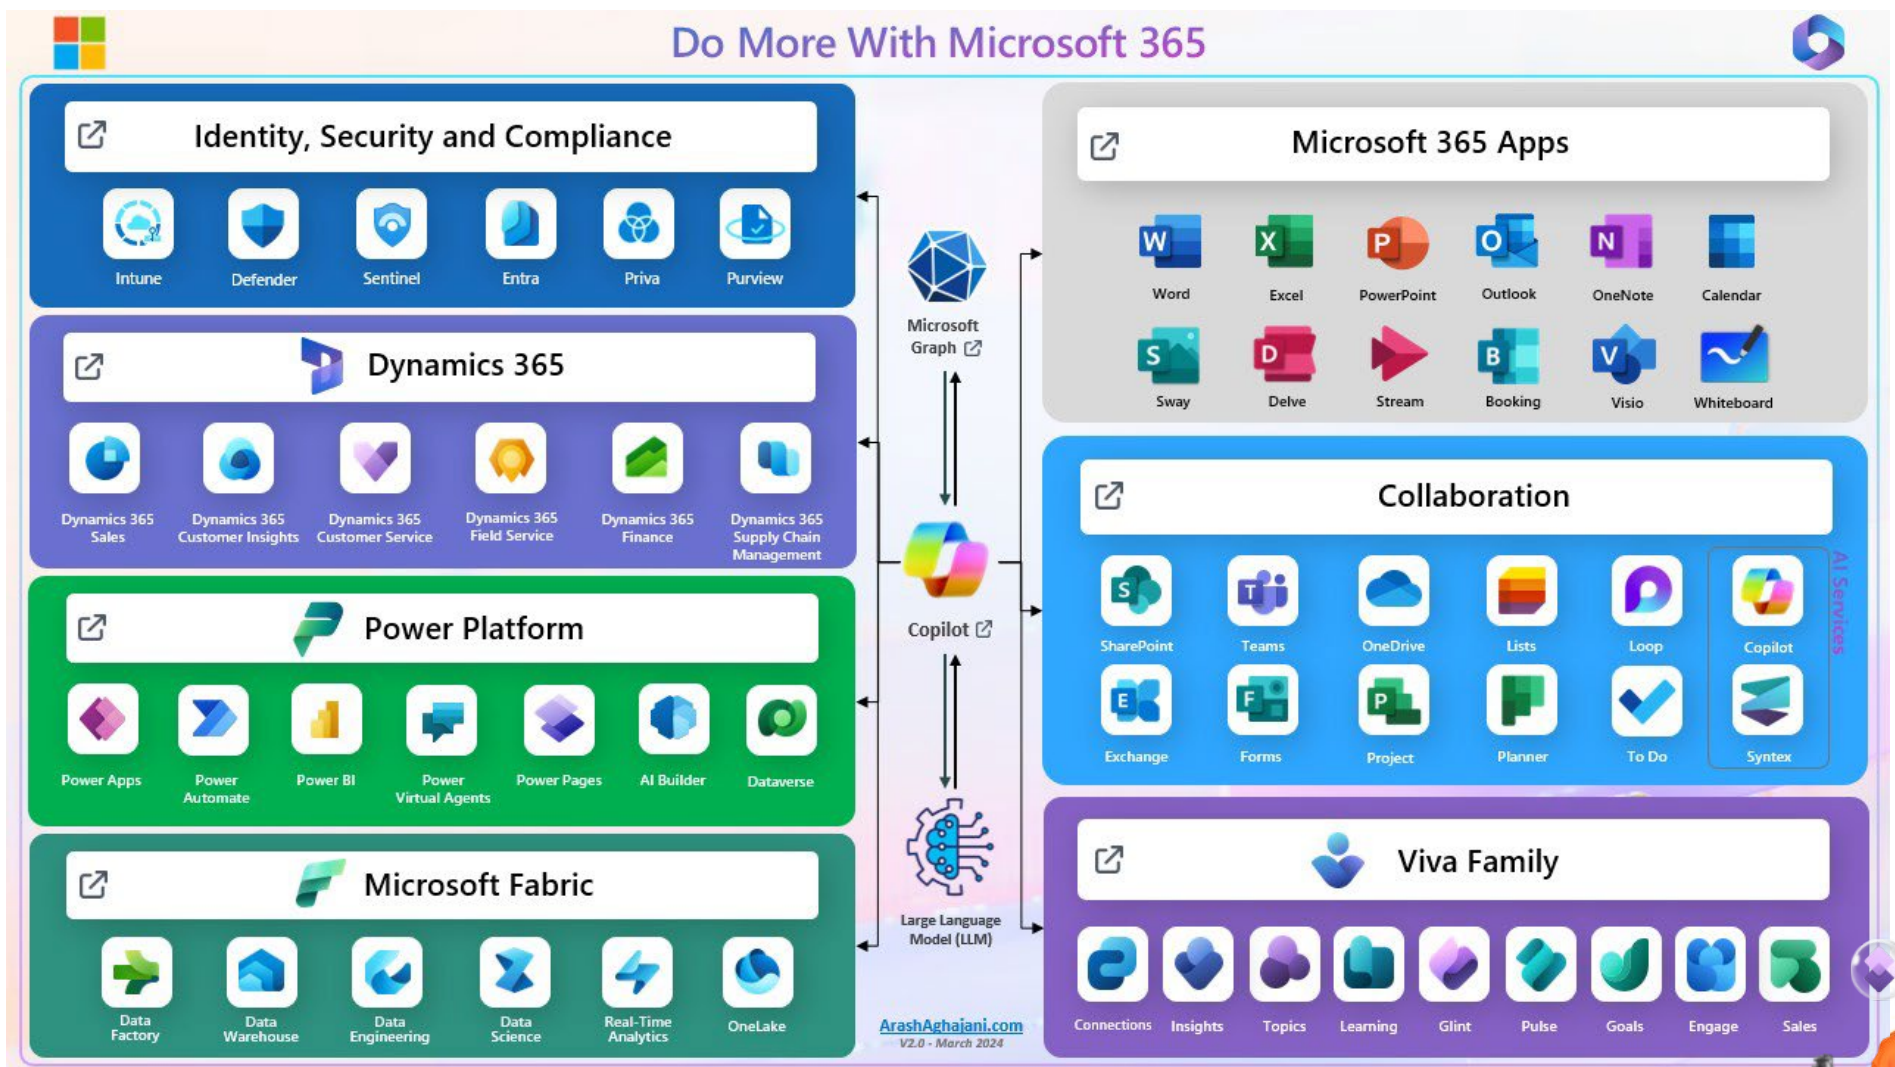 Do More With Microsoft 365
Identity, Security and Compliance
Intune
Defender
Sentinel
Entra
Priva
Purview
Dynamics 365
Dynamics 365
Sales
Dynamics 365
Customer Insights
Dynamics 365
Customer Service
Dynamics 365
Field Service
Dynamics 365
Finance
Dynamics 365
Supply Chain
Management
Power Platform
Power Apps
Power
Automate
Power BI
Power
Virtual Agents
Power Pages
AI Builder
Dataverse
Microsoft Fabric
Data
Factory
Data
Warehouse
Data
Engineering
Data
Science
Real-Time
Analytics
OneLake
Microsoft
Graph
Copilot
Large Language
Model (LLM)
ArashAghajani.com
V2.0 - March 2024
Microsoft 365 Apps
W
X
P
O
N
Word
Excel
PowerPoint
Outlook
OneNote
Calendar
S
D
B
V
Sway
Delve
Stream
Booking
Visio
Whiteboard
Collaboration
S
T
SharePoint
Teams
OneDrive
Lists
Loop
Copilot
E
F
P
Exchange
Forms
Project
Planner
To Do
Syntex
AI Services
Viva Family
Connections
Insights
Topics
Learning
Glint
Pulse
Goals
Engage
Sales